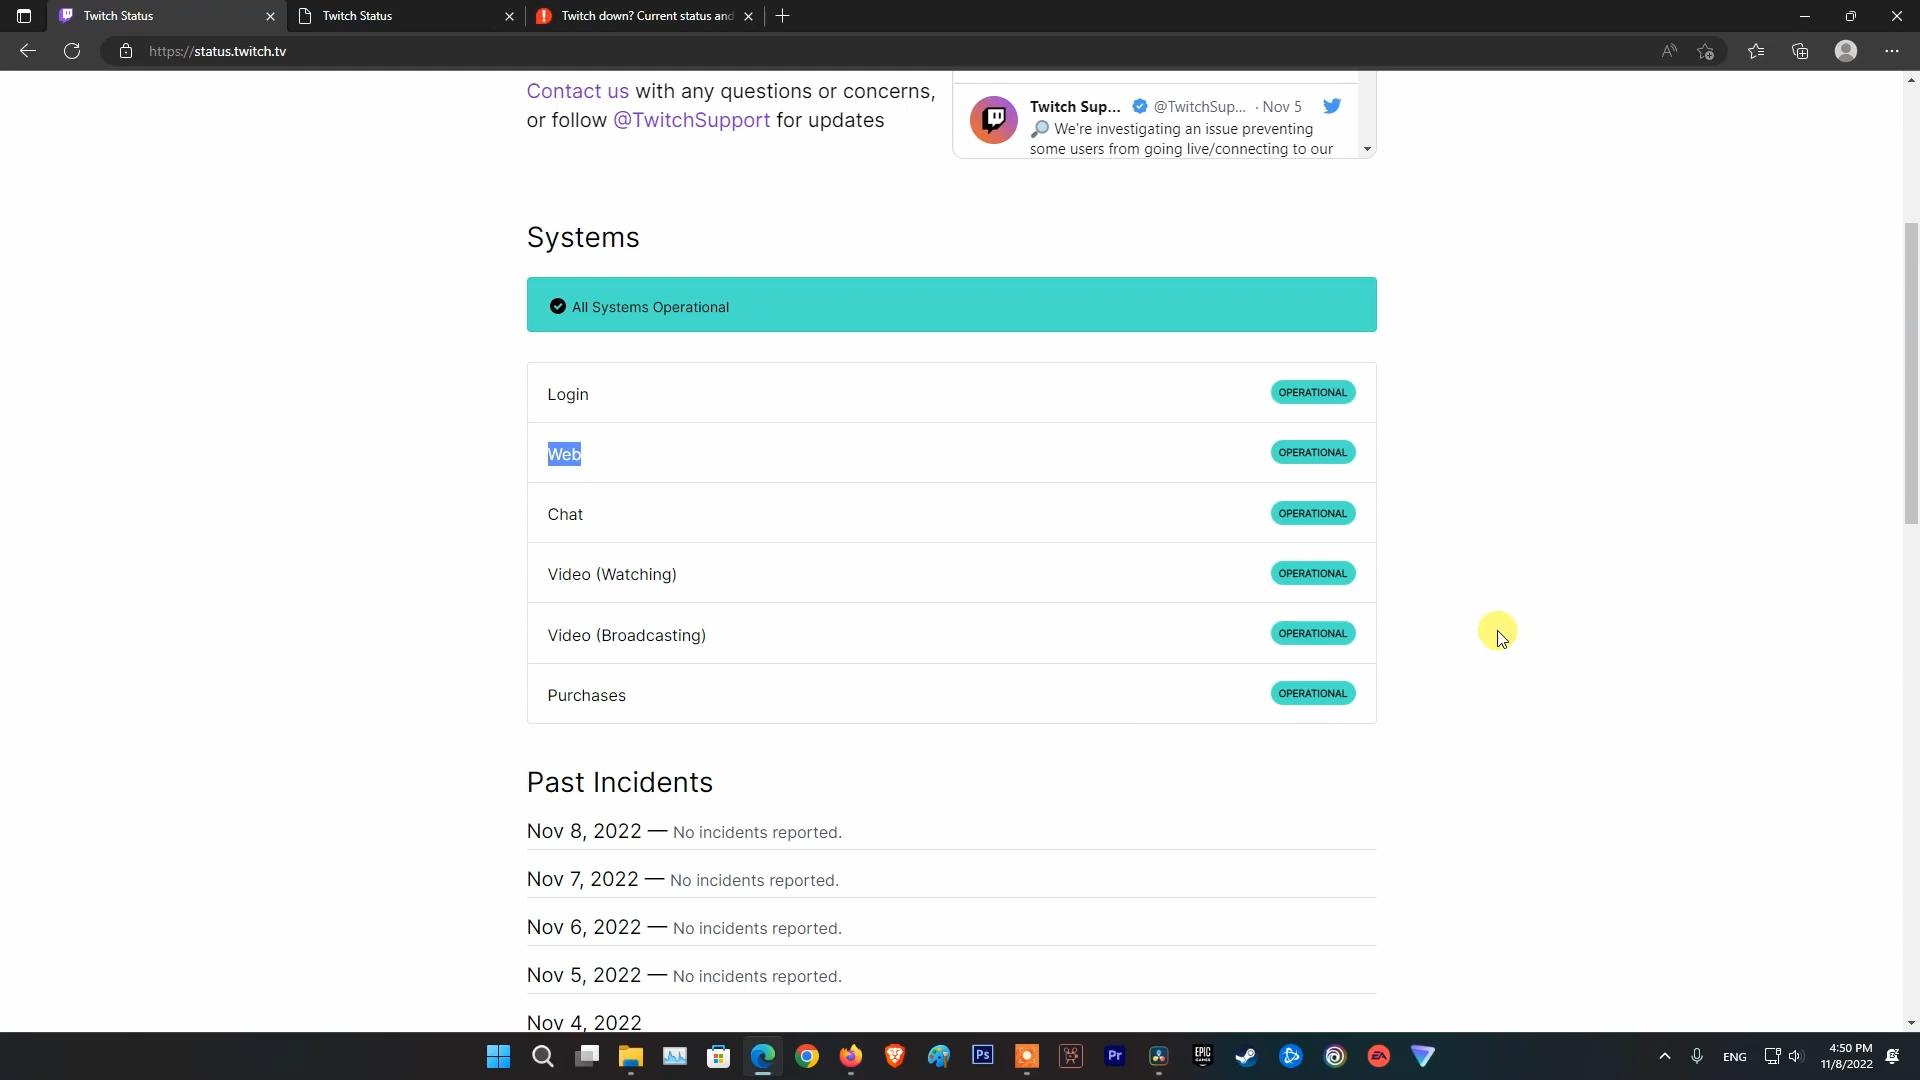 Twitch Status
Twitch Status
Twitch down? Current status and
https://status.twitch.tv
Contact us with any questions or concerns,
or follow @TwitchSupport for updates
Twitch Sup... @TwitchSup... · Nov 5
We're investigating an issue preventing
some users from going live/connecting to our
Systems
All Systems Operational
Login OPERATIONAL
Web OPERATIONAL
Chat OPERATIONAL
Video (Watching) OPERATIONAL
Video (Broadcasting) OPERATIONAL
Purchases OPERATIONAL
Past Incidents
Nov 8, 2022 — No incidents reported.
Nov 7, 2022 — No incidents reported.
Nov 6, 2022 — No incidents reported.
Nov 5, 2022 — No incidents reported.
Nov 4, 2022
Ps
Pr
EPIC
GAMES
EA
ENG
4:50 PM
11/8/2022